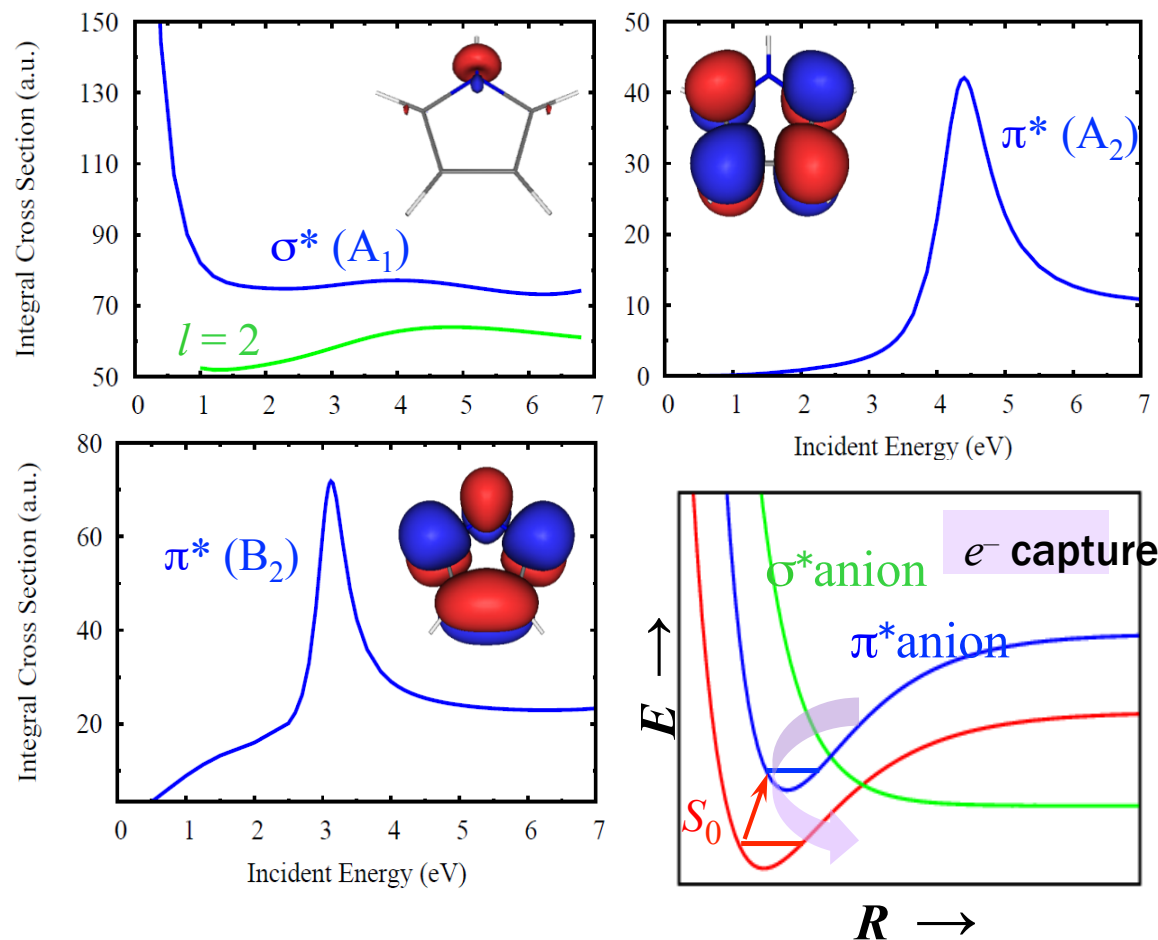 Integral Cross Section (a.u.)
150
130
110
90
70
50
σ* (A₁)
l = 2
0 1 2 3 4 5 6 7
50
40
30
20
10
0
π* (A₂)
0 1 2 3 4 5 6 7
Incident Energy (eV)
Integral Cross Section (a.u.)
80
60
40
20
π* (B₂)
0 1 2 3 4 5 6 7
Incident Energy (eV)
e⁻ capture
σ*anion
π*anion
E →
S₀
R →